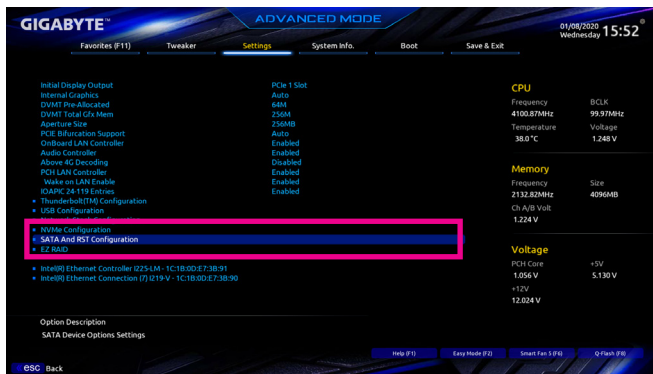 GIGABYTE™
ADVANCED MODE
01/08/2020
Wednesday 15:52
Favorites (F11) Tweaker Settings System Info. Boot Save & Exit
Initial Display Output PCIe 1 Slot
Internal Graphics Auto
DVMT Pre-Allocated 64M
DVMT Total Gfx Mem 256M
Aperture Size 256MB
PCIE Bifurcation Support Auto
OnBoard LAN Controller Enabled
Audio Controller Enabled
Above 4G Decoding Disabled
PCH LAN Controller Enabled
Wake on LAN Enable Enabled
IOAPIC 24-119 Entries Enabled
Thunderbolt(TM) Configuration
USB Configuration
NVMe Configuration
SATA And RST Configuration
EZ RAID
Intel(R) Ethernet Controller I225-LM - 1C:1B:0D:E7:3B:91
Intel(R) Ethernet Connection (7) I219-V - 1C:1B:0D:E7:3B:90
CPU
Frequency BCLK
4100.87MHz 99.97MHz
Temperature Voltage
38.0 °C 1.248 V
Memory
Frequency Size
2132.82MHz 4096MB
Ch A/B Volt
1.224 V
Voltage
PCH Core +5V
1.056 V 5.130 V
+12V
12.024 V
Option Description
SATA Device Options Settings
Help (F1) Easy Mode (F2) Smart Fan 5 (F6) Q-Flash (F8)
esc Back